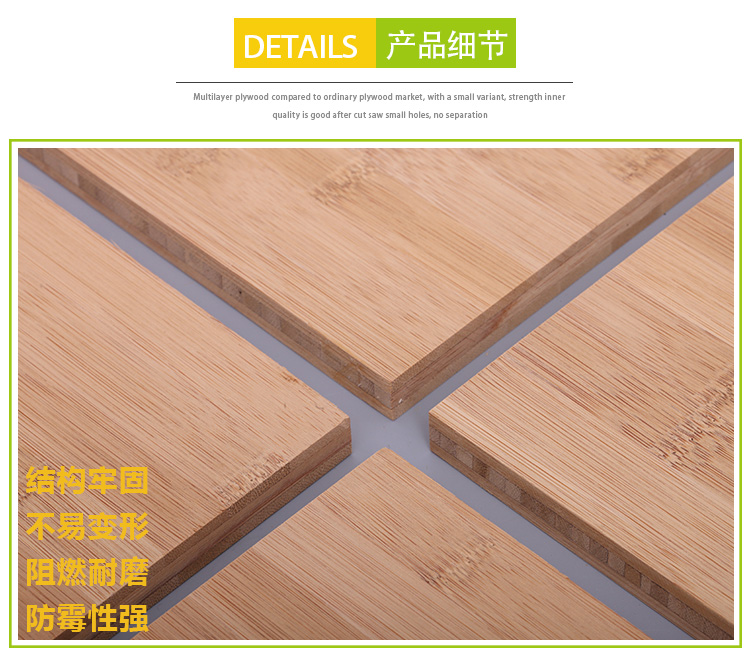 DETAILS 产品细节
Multilayer plywood compared to ordinary plywood market, with a small variant, strength inner
quality is good after cut saw small holes, no separation
结构牢固
不易变形
阻燃耐磨
防霉性强